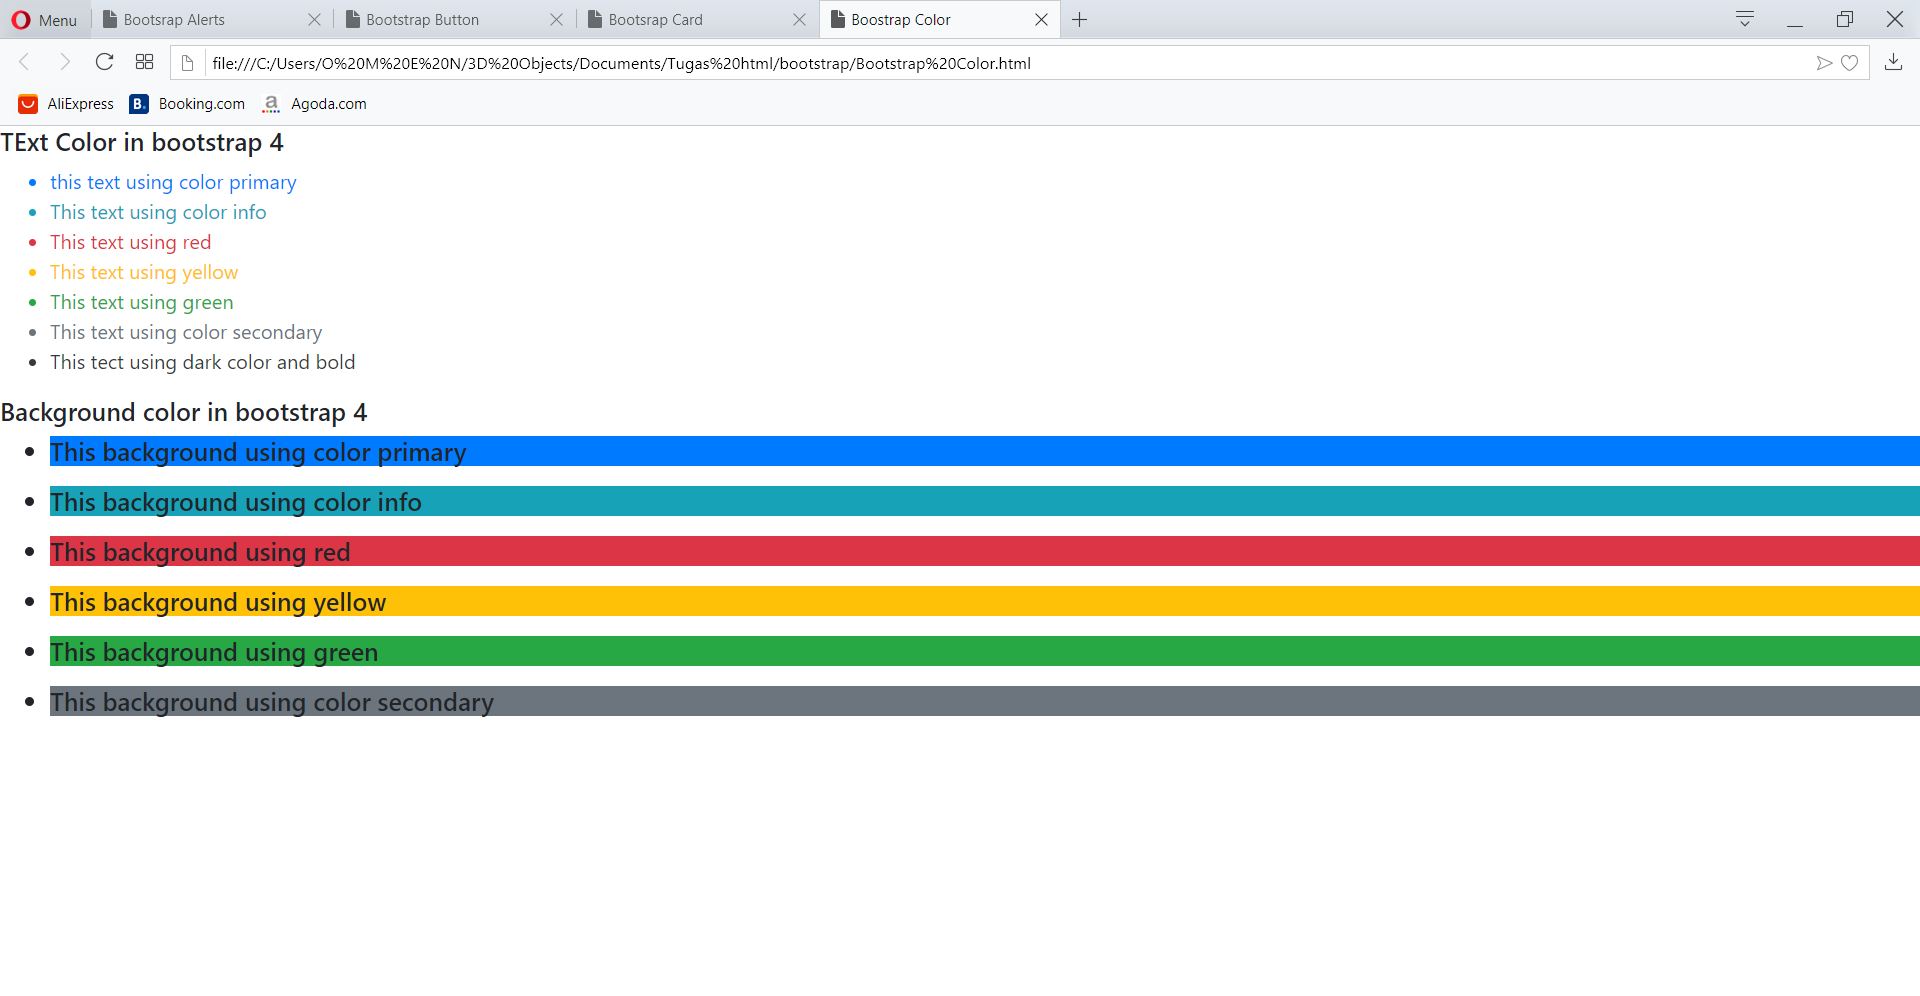 Menu Bootsrap Alerts Bootstrap Button Bootsrap Card Boostrap Color
file:///C:/Users/O%20M%20E%20N/3D%20Objects/Documents/Tugas%20html/bootstrap/Bootstrap%20Color.html
AliExpress B. Booking.com a Agoda.com
TExt Color in bootstrap 4
this text using color primary
This text using color info
This text using red
This text using yellow
This text using green
This text using color secondary
This tect using dark color and bold
Background color in bootstrap 4
This background using color primary
This background using color info
This background using red
This background using yellow
This background using green
This background using color secondary